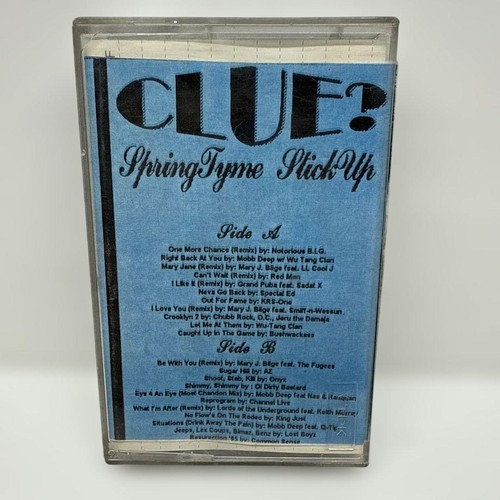 CLUE?
SpringTyme StickUp
Side A
One More Chance (Remix) by: Notorious B.I.G.
Right Back At You by: Mobb Deep w/ Wu Tang Clan
Mary Jane (Remix) by: Mary J. Blige feat. LL Cool J
Can't Wait (Remix) by: Red Man
I Like It (Remix) by: Grand Puba feat. Sadat X
Neva Go Back by: Special Ed
Out For Fame by: KRS-One
I Love You (Remix) by: Mary J. Blige feat. Smiff-n-Wessun
Crooklyn 2 by: Chubb Rock, O.C., Jeru the Damaja
Let Me At Them by: Wu-Tang Clan
Caught Up In The Game by: Bushwackass
Side B
Be With You (Remix) by: Mary J. Blige feat. The Fugees
Sugar Hill by: AZ
Shoot, Stab, Kill by: Onyx
Shimmy, Shimmy by: Ol Dirty Bastard
Eye 4 An Eye (Moet Chandon Mix) by: Mobb Deep feat Nas & Raequan
Reprogram by: Channel Live
What I'm After (Remix) by: Lords of the Underground feat. Keith Murra
No Flow's On The Rodeo by: King Just
Situations (Drink Away The Pain) by: Mobb Deep feat. Q-Tip
Jeeps, Lex Coups, Bimaz, Benz by: Lost Boys
Resurection '95 by: Common Sense